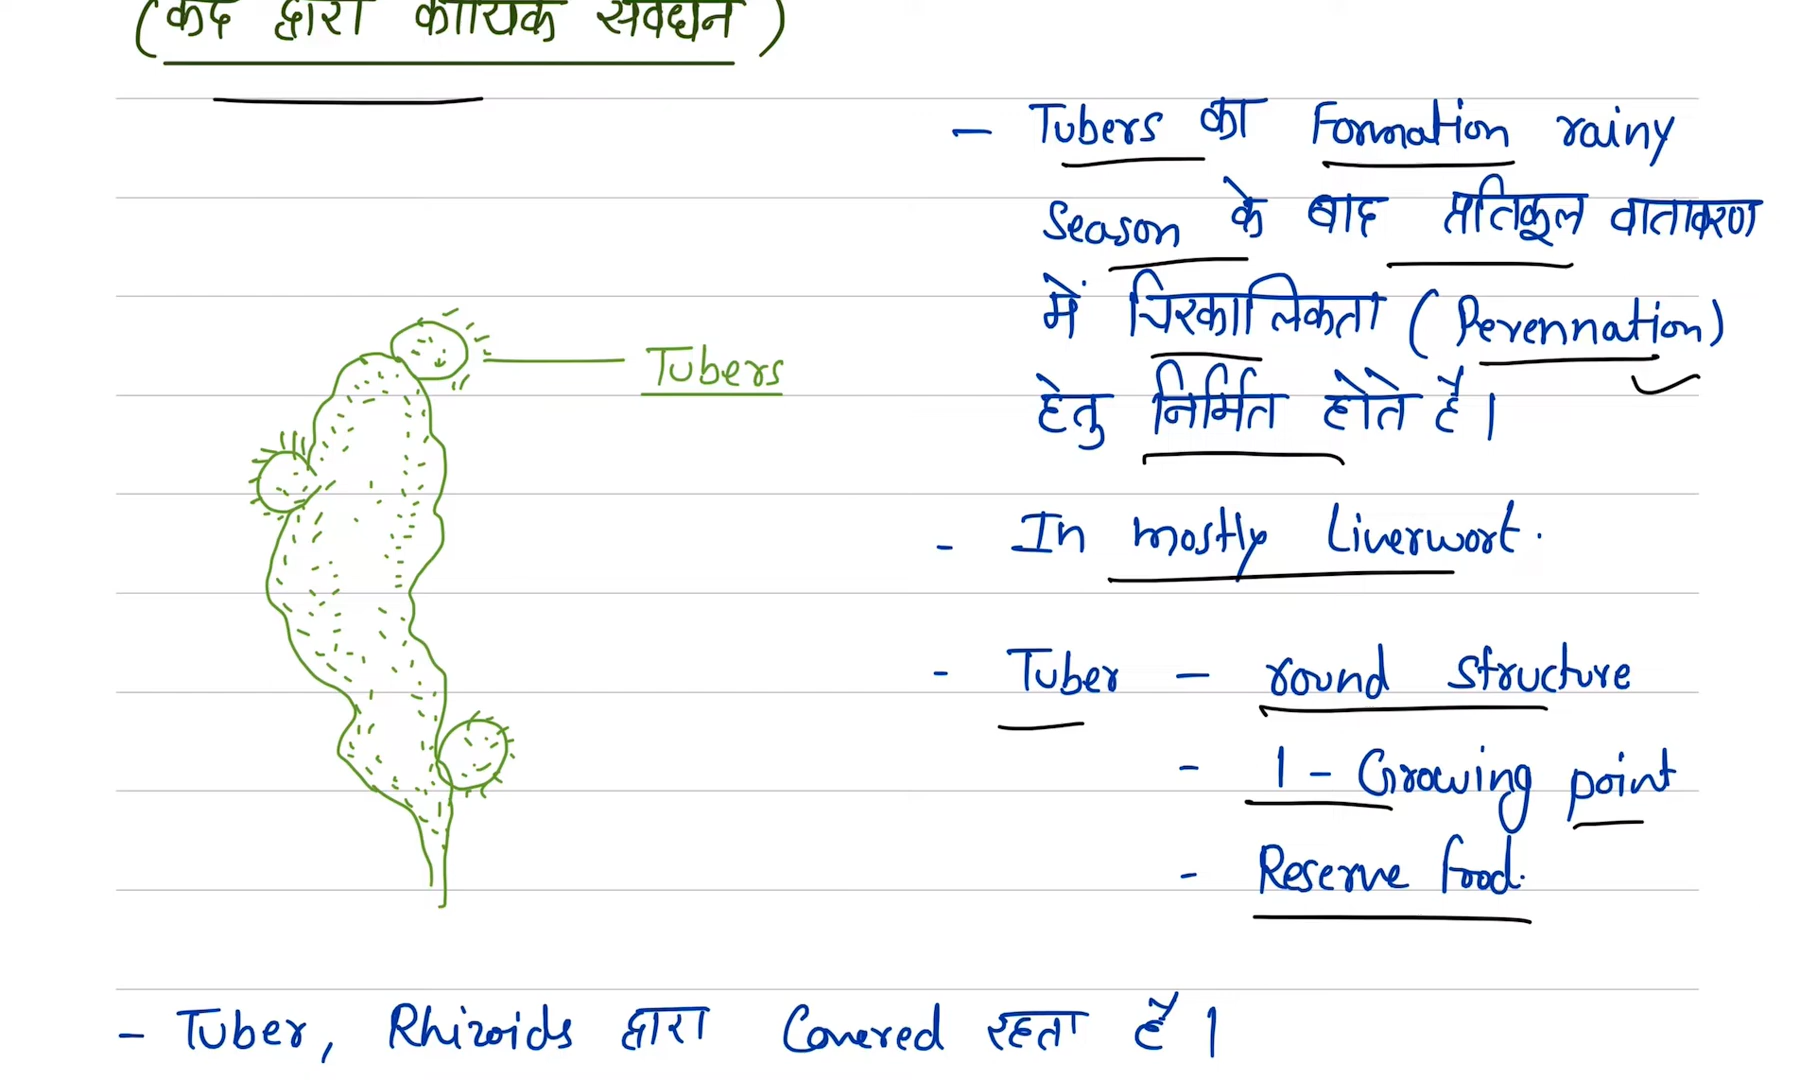 (कंद द्वारा कायिक संवर्धन)
- Tubers का Formation rainy
Season के बाद प्रतिकूल वातावरण
में चिरकालिकता (Perennation)
हेतु निर्मित होते हैं।
Tubers
- In mostly Liverwort.
- Tuber - round structure
- 1 - Growing point
- Reserve food.
- Tuber, Rhizoids द्वारा Covered रहता है।